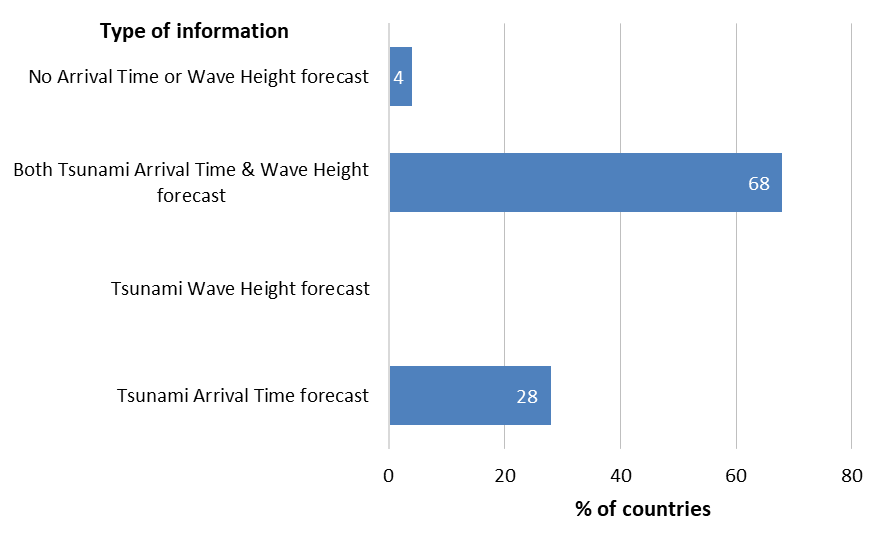 Type of information
No Arrival Time or Wave Height forecast
4
Both Tsunami Arrival Time & Wave Height
forecast
68
Tsunami Wave Height forecast
Tsunami Arrival Time forecast
28
0 20 40 60 80
% of countries